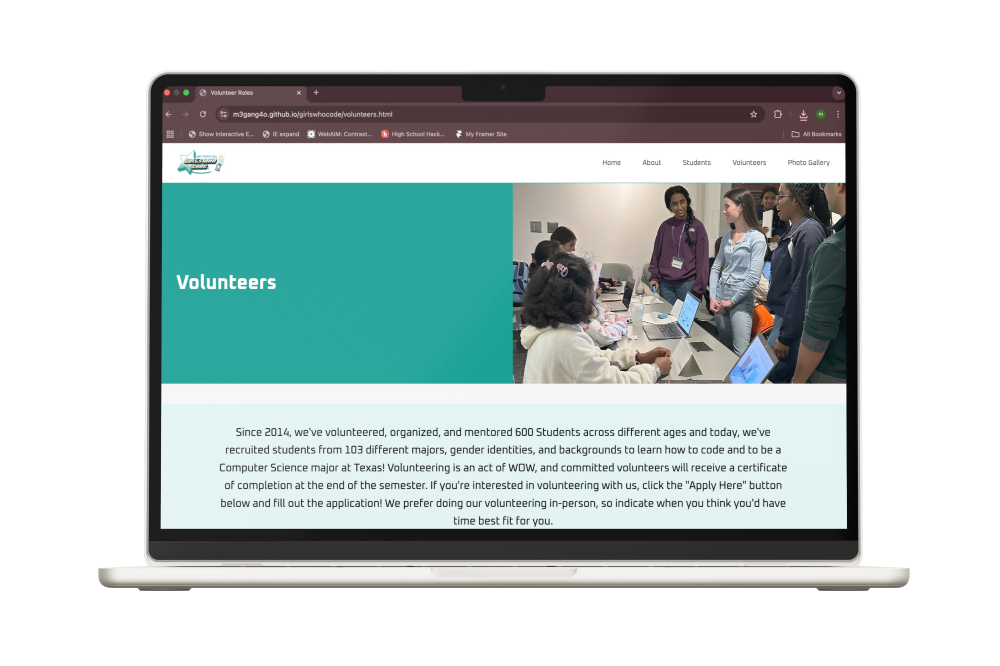 Volunteer Roles
m3gang4o.github.io/girlswhocode/volunteers.html
Show Interactive E... IE expand WebAIM: Contrast... High School Hack... My Framer Site All Bookmarks
Home About Students Volunteers Photo Gallery
Volunteers
Since 2014, we've volunteered, organized, and mentored 600 Students across different ages and today, we've
recruited students from 103 different majors, gender identities, and backgrounds to learn how to code and to be a
Computer Science major at Texas! Volunteering is an act of WOW, and committed volunteers will receive a certificate
of completion at the end of the semester. If you're interested in volunteering with us, click the "Apply Here" button
below and fill out the application! We prefer doing our volunteering in-person, so indicate when you think you'd have
time best fit for you.